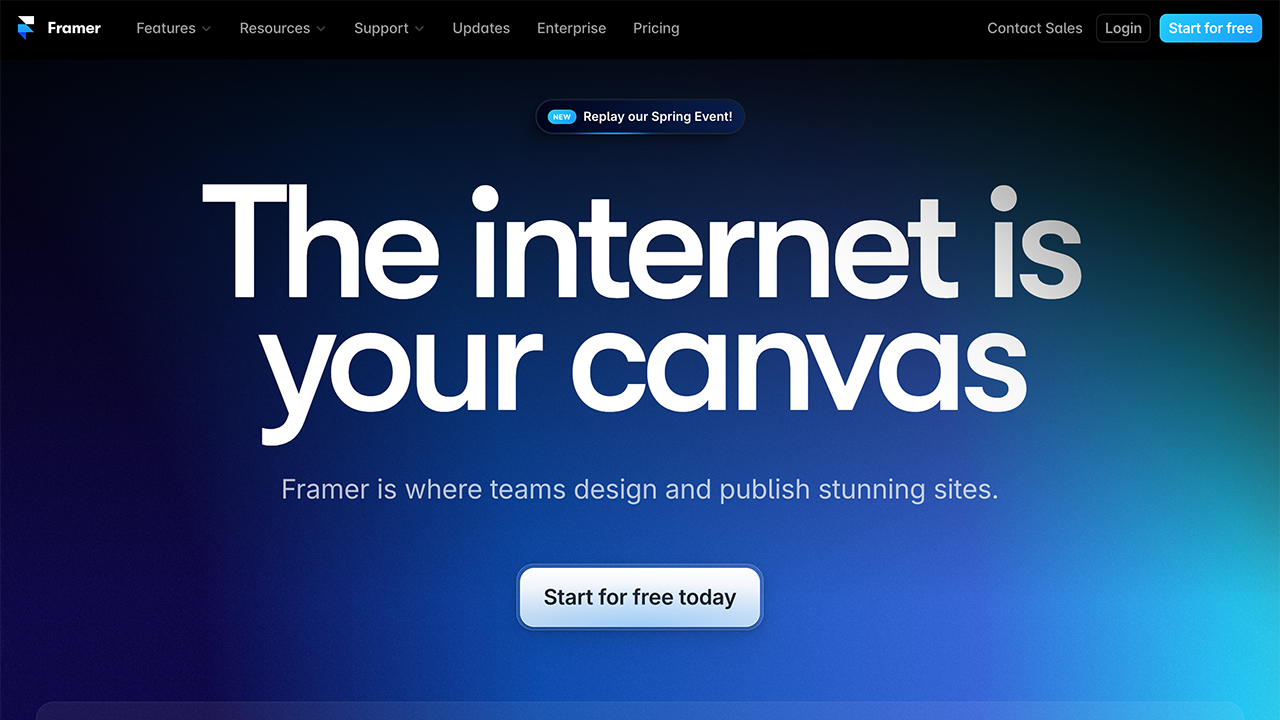 Framer Features Resources Support Updates Enterprise Pricing Contact Sales Login Start for free
NEW Replay our Spring Event!
The internet is
your canvas
Framer is where teams design and publish stunning sites.
Start for free today